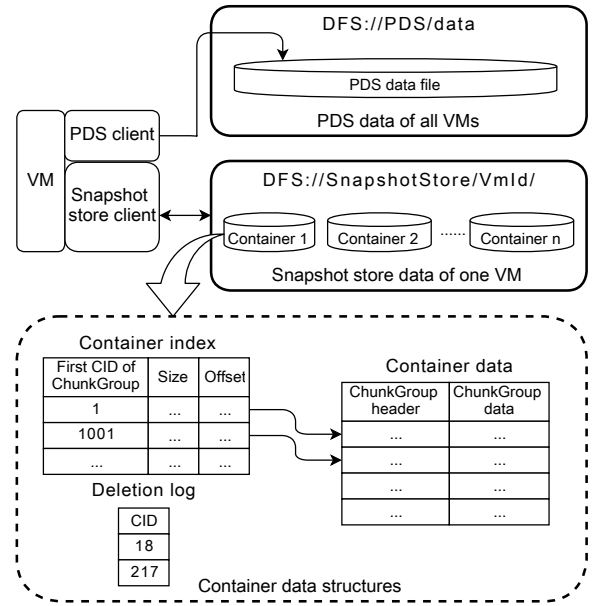 DFS://PDS/data
PDS data file
PDS data of all VMs
VM
PDS client
Snapshot
store client
DFS://SnapshotStore/VmId/
Container 1
Container 2
......
Container n
Snapshot store data of one VM
Container index
First CID of
ChunkGroup
Size
Offset
1
...
...
1001
...
...
...
...
...
Container data
ChunkGroup
header
ChunkGroup
data
...
...
...
...
...
...
...
...
Deletion log
CID
18
217
Container data structures